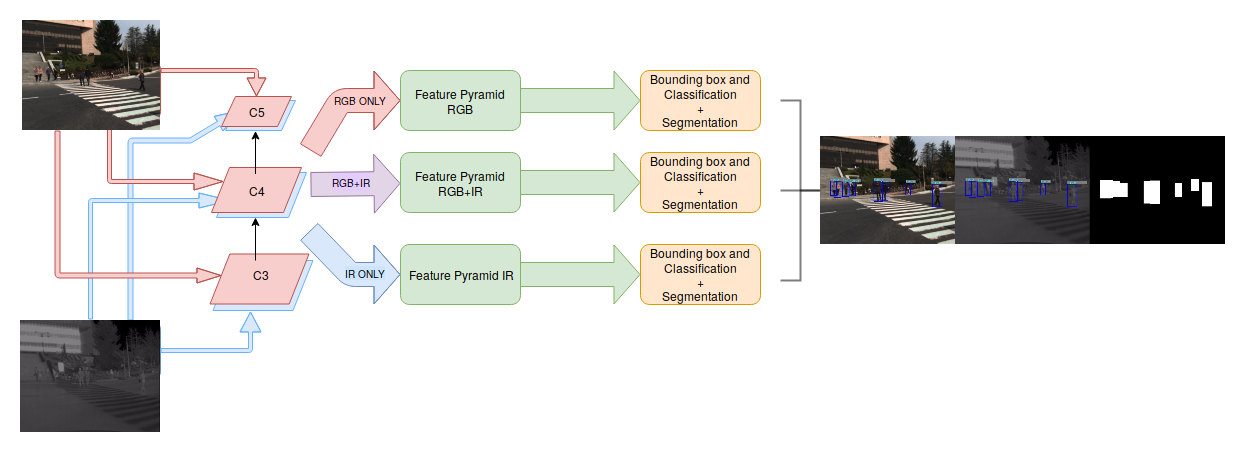 C5
C4
C3
RGB ONLY
RGB+IR
IR ONLY
Feature Pyramid
RGB
Feature Pyramid
RGB+IR
Feature Pyramid IR
Bounding box and
Classification
+
Segmentation
Bounding box and
Classification
+
Segmentation
Bounding box and
Classification
+
Segmentation